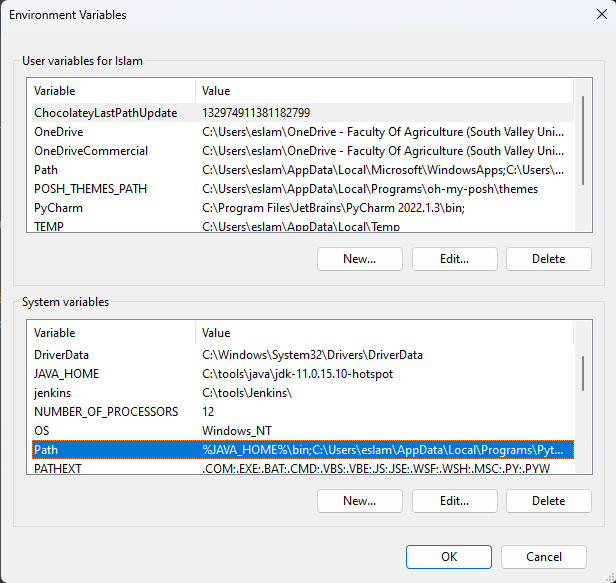 Environment Variables
User variables for Islam
Variable Value
ChocolateyLastPathUpdate 132974911381182799
OneDrive C:\Users\eslam\OneDrive - Faculty Of Agriculture (South Valley Uni...
OneDriveCommercial C:\Users\eslam\OneDrive - Faculty Of Agriculture (South Valley Uni...
Path C:\Users\eslam\AppData\Local\Microsoft\WindowsApps;C:\Users\...
POSH_THEMES_PATH C:\Users\eslam\AppData\Local\Programs\oh-my-posh\themes
PyCharm C:\Program Files\JetBrains\PyCharm 2022.1.3\bin;
TEMP C:\Users\eslam\AppData\Local\Temp
New... Edit... Delete
System variables
Variable Value
DriverData C:\Windows\System32\Drivers\DriverData
JAVA_HOME C:\tools\java\jdk-11.0.15.10-hotspot
jenkins C:\tools\Jenkins\
NUMBER_OF_PROCESSORS 12
OS Windows_NT
Path %JAVA_HOME%\bin;C:\Users\eslam\AppData\Local\Programs\Pyt...
PATHEXT .COM;.EXE;.BAT;.CMD;.VBS;.VBE;.JS;.JSE;.WSF;.WSH;.MSC;.PY;.PYW
New... Edit... Delete
OK Cancel